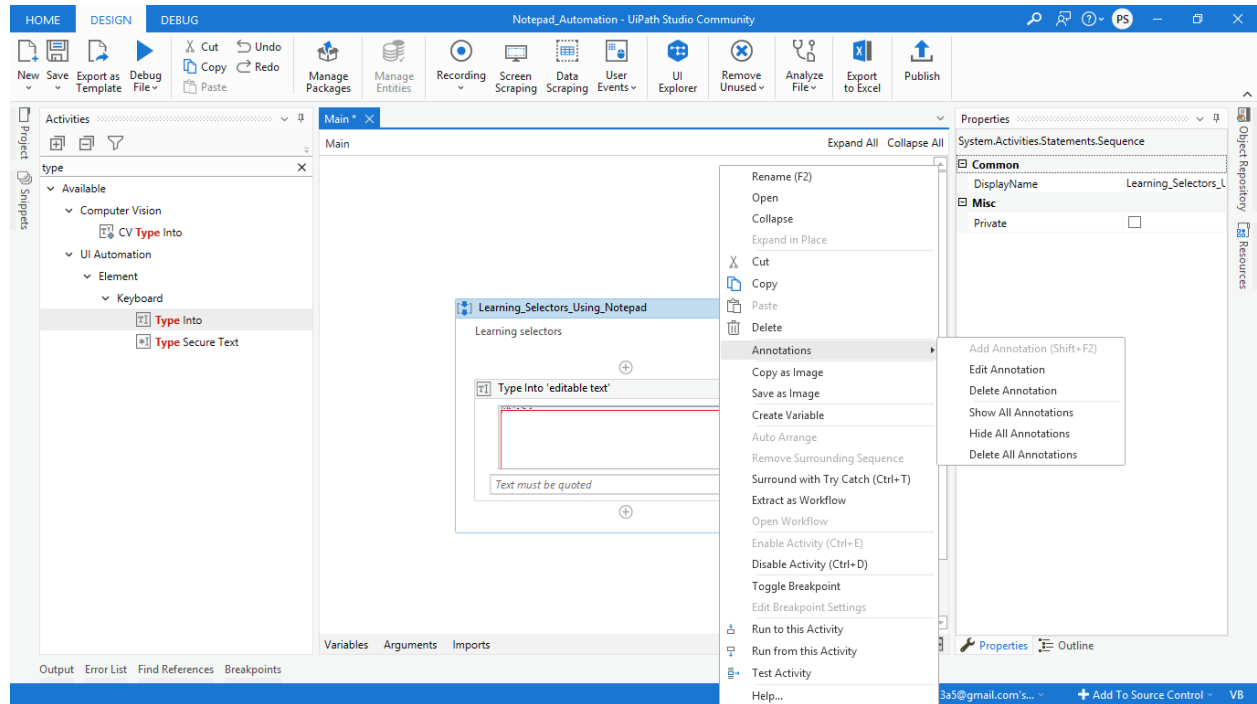 HOME DESIGN DEBUG Notepad_Automation - UiPath Studio Community PS
New Save Export as Template Debug File Cut Copy Paste Undo Redo Manage Packages Manage Entities Recording Screen Scraping Data Scraping User Events UI Explorer Remove Unused Analyze File Export to Excel Publish
Project
Snippets
Activities
type
Available
Computer Vision
CV Type Into
UI Automation
Element
Keyboard
Type Into
Type Secure Text
Main *
Main Expand All Collapse All
Learning_Selectors_Using_Notepad
Learning selectors
Type Into 'editable text'
Text must be quoted
Variables Arguments Imports
Rename (F2)
Open
Collapse
Expand in Place
Cut
Copy
Paste
Delete
Annotations
Copy as Image
Save as Image
Create Variable
Auto Arrange
Remove Surrounding Sequence
Surround with Try Catch (Ctrl+T)
Extract as Workflow
Open Workflow
Enable Activity (Ctrl+E)
Disable Activity (Ctrl+D)
Toggle Breakpoint
Edit Breakpoint Settings
Run to this Activity
Run from this Activity
Test Activity
Help...
Add Annotation (Shift+F2)
Edit Annotation
Delete Annotation
Show All Annotations
Hide All Annotations
Delete All Annotations
Properties
System.Activities.Statements.Sequence
Common
DisplayName Learning_Selectors_U
Misc
Private
Properties Outline
Object Repository
Resources
Output Error List Find References Breakpoints
3a5@gmail.com's... Add To Source Control VB